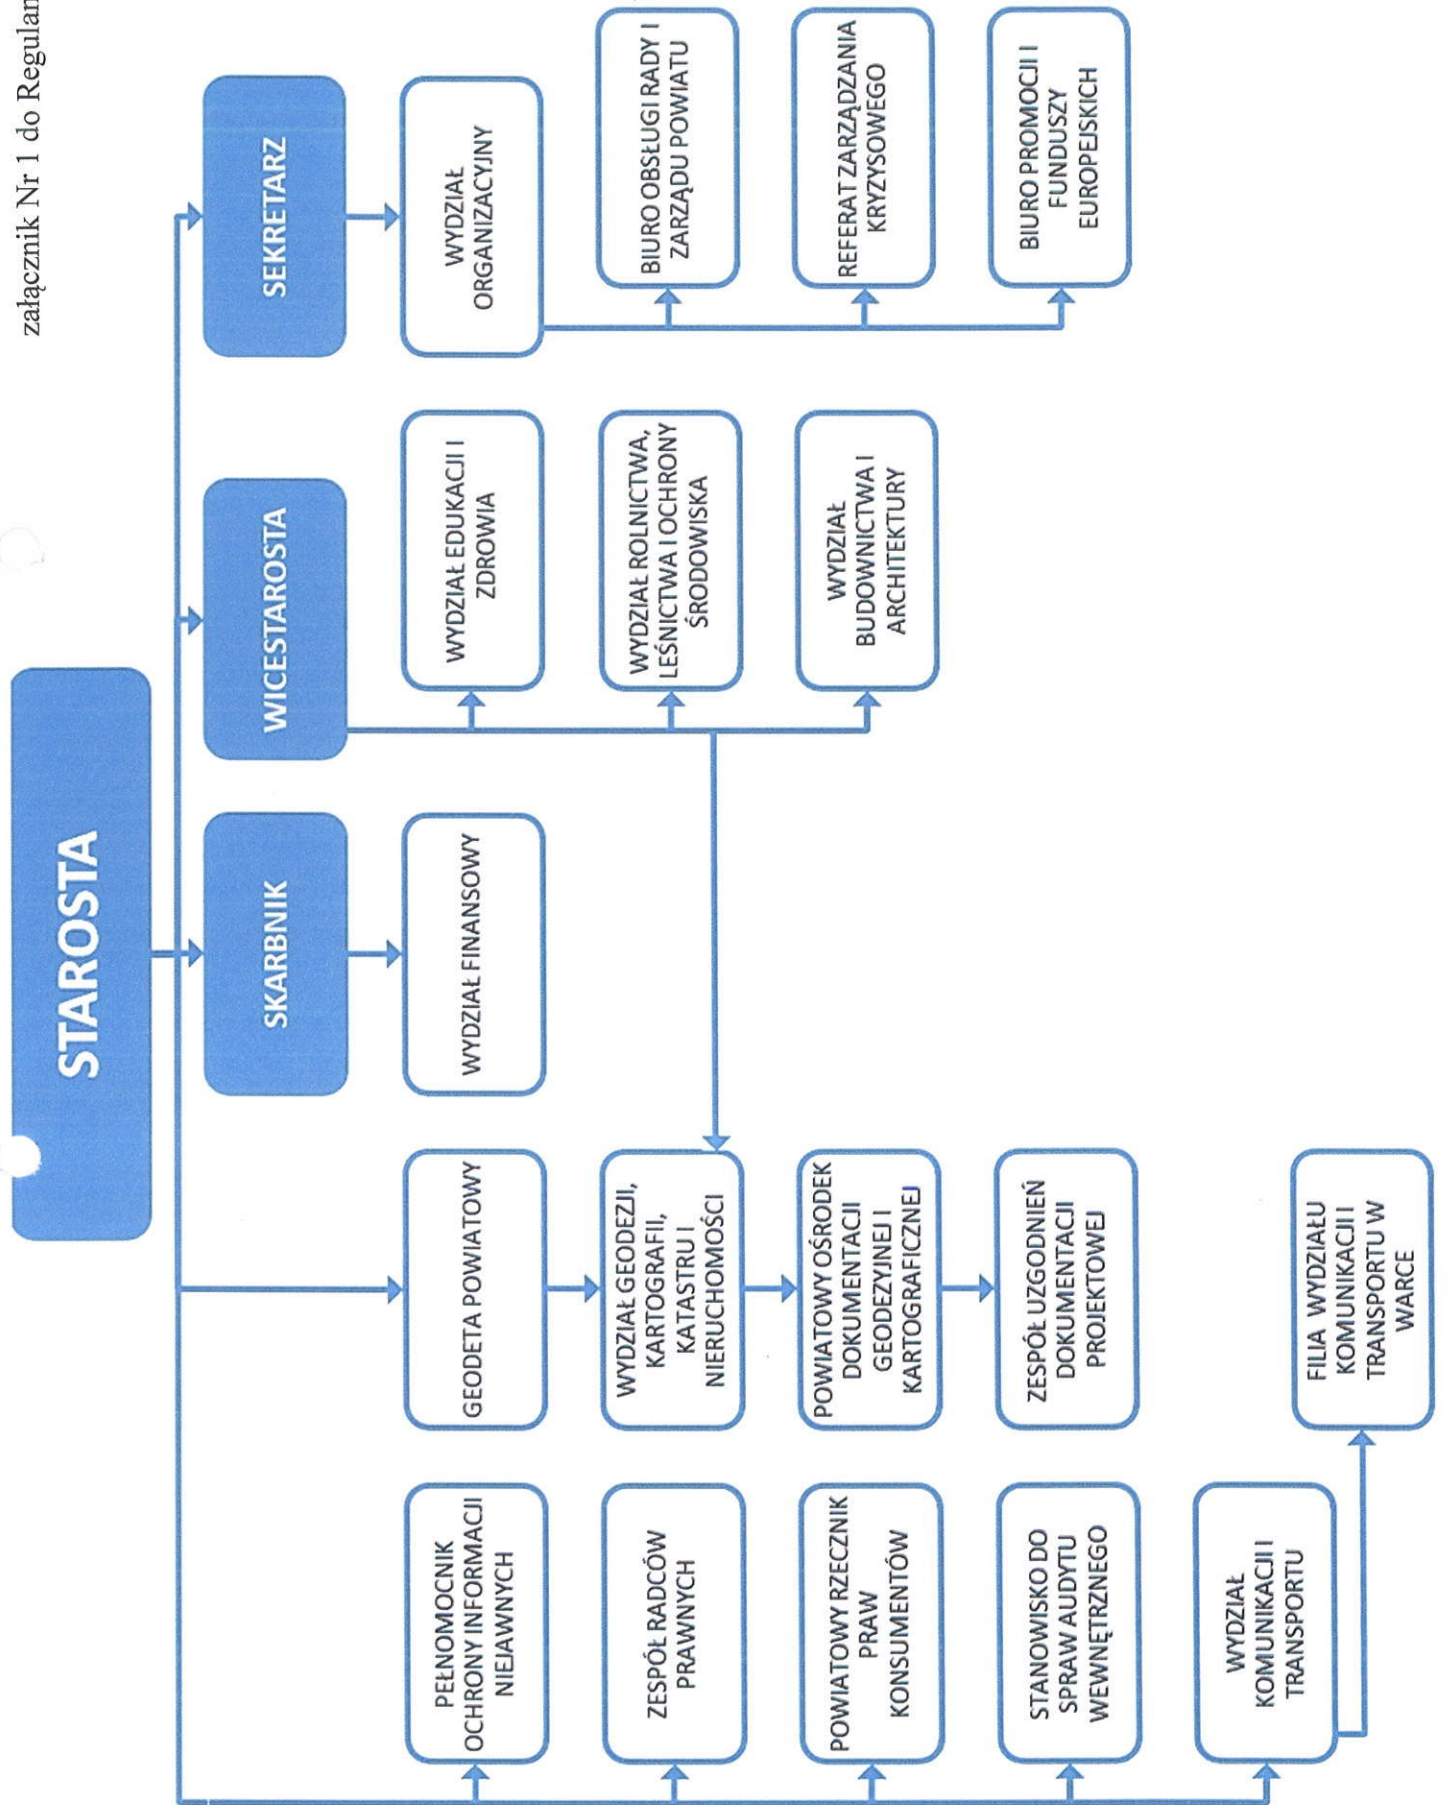 załącznik Nr 1 do Regulan
STAROSTA
SKARBNIK
WICESTAROSTA
SEKRETARZ
PEŁNOMOCNIK
OCHRONY INFORMACJI
NIEJAWNYCH
ZESPÓŁ RADCÓW
PRAWNYCH
POWIATOWY RZECZNIK
PRAW
KONSUMENTÓW
STANOWISKO DO
SPRAW AUDYTU
WEWNĘTRZNEGO
WYDZIAŁ
KOMUNIKACJI I
TRANSPORTU
FILIA WYDZIAŁU
KOMUNIKACJI I
TRANSPORTU W
WARCE
GEODETA POWIATOWY
WYDZIAŁ GEODEZJI,
KARTOGRAFII,
KATASTRU I
NIERUCHOMOŚCI
POWIATOWY OŚRODEK
DOKUMENTACJI
GEODEZYJNEJ I
KARTOGRAFICZNEJ
ZESPÓŁ UZGODNIEŃ
DOKUMENTACJI
PROJEKTOWEJ
WYDZIAŁ FINANSOWY
WYDZIAŁ EDUKACJI I
ZDROWIA
WYDZIAŁ ROLNICTWA,
LEŚNICTWA I OCHRONY
ŚRODOWISKA
WYDZIAŁ
BUDOWNICTWA I
ARCHITEKTURY
WYDZIAŁ
ORGANIZACYJNY
BIURO OBSŁUGI RADY I
ZARZĄDU POWIATU
REFERAT ZARZĄDZANIA
KRYZYSOWEGO
BIURO PROMOCJI I
FUNDUSZY
EUROPEJSKICH